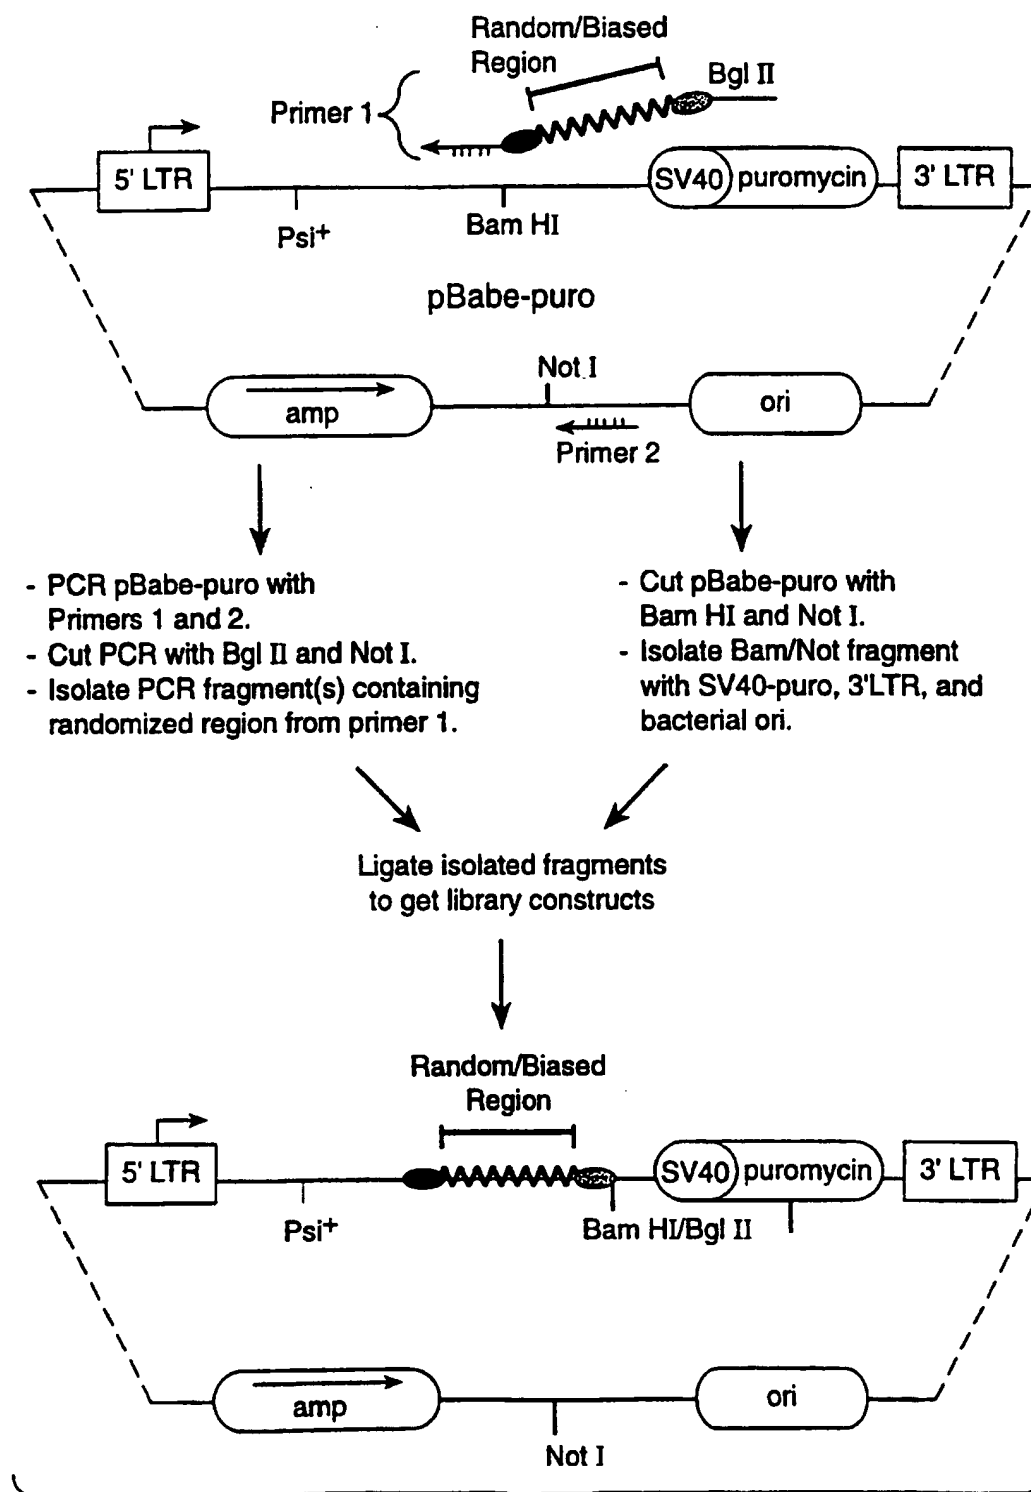 Random/Biased
Region
Bgl II
Primer 1
5' LTR
SV40
puromycin
3' LTR
Psi+
Bam HI
pBabe-puro
Not I
amp
ori
Primer 2
- PCR pBabe-puro with
Primers 1 and 2.
- Cut PCR with Bgl II and Not I.
- Isolate PCR fragment(s) containing
randomized region from primer 1.
- Cut pBabe-puro with
Bam HI and Not I.
- Isolate Bam/Not fragment
with SV40-puro, 3'LTR, and
bacterial ori.
Ligate isolated fragments
to get library constructs
Random/Biased
Region
5' LTR
SV40
puromycin
3' LTR
Psi+
Bam HI/Bgl II
amp
ori
Not I